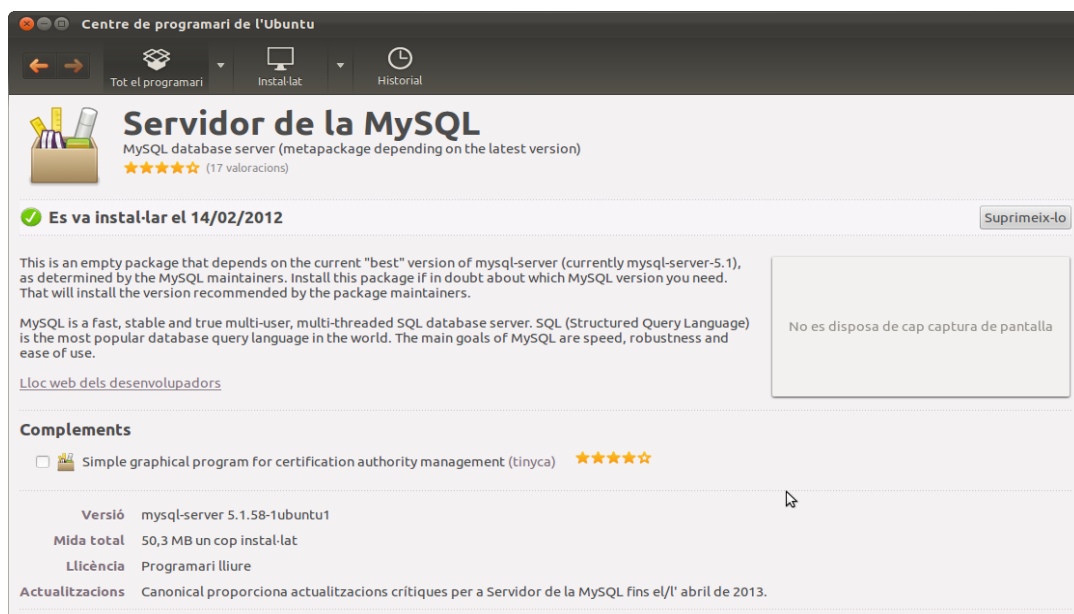 Centre de programari de l'Ubuntu
Tot el programari
Instal·lat
Historial
Servidor de la MySQL
MySQL database server (metapackage depending on the latest version)
(17 valoracions)
Es va instal·lar el 14/02/2012
Suprimeix-lo
This is an empty package that depends on the current "best" version of mysql-server (currently mysql-server-5.1),
as determined by the MySQL maintainers. Install this package if in doubt about which MySQL version you need.
That will install the version recommended by the package maintainers.
MySQL is a fast, stable and true multi-user, multi-threaded SQL database server. SQL (Structured Query Language)
is the most popular database query language in the world. The main goals of MySQL are speed, robustness and
ease of use.
No es disposa de cap captura de pantalla
Lloc web dels desenvolupadors
Complements
Simple graphical program for certification authority management (tinyca)
Versió mysql-server 5.1.58-1ubuntu1
Mida total 50,3 MB un cop instal·lat
Llicència Programari lliure
Actualitzacions Canonical proporciona actualitzacions crítiques per a Servidor de la MySQL fins el/l' abril de 2013.